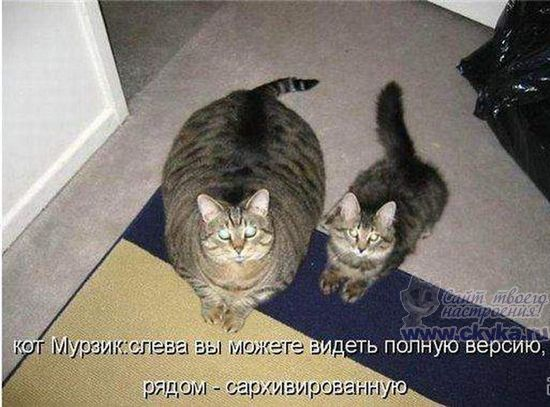 Сайт твоего
настроения!
www.ckyka.ru
кот Мурзик:слева вы можете видеть полную версию,
рядом - сархивированную